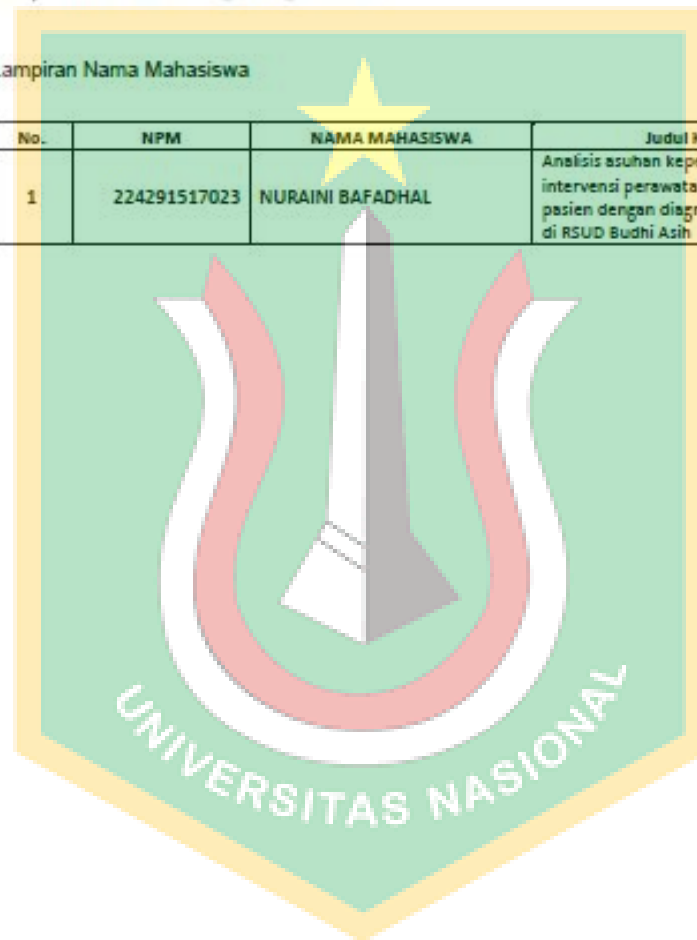 Lampiran Nama Mahasiswa
No. NPM NAMA MAHASISWA Judul
1 224291517023 NURAINI BAFADHAL Analisis asuhan
intervensi
pasien dengan
di RSUD Budhi Asih
UNIVERSITAS NASIONAL